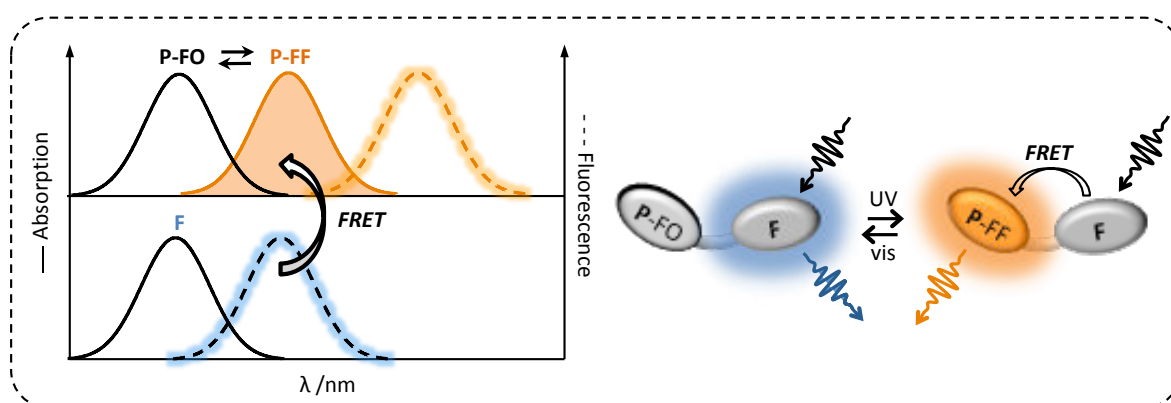 P-FO ⇌ P-FF
— Absorption
---- Fluorescence
FRET
F
λ /nm
P-FO
F
UV
vis
FRET
P-FF
F